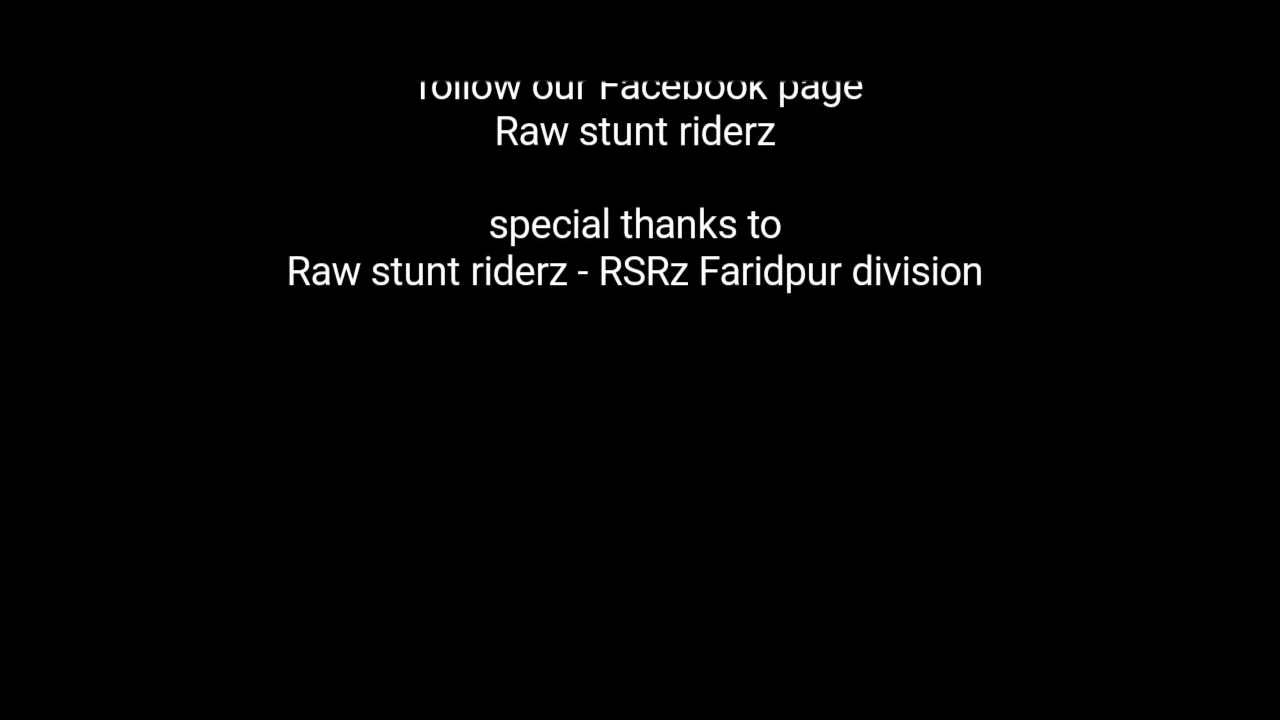 follow our Facebook page
Raw stunt riderz
special thanks to
Raw stunt riderz - RSRz Faridpur division